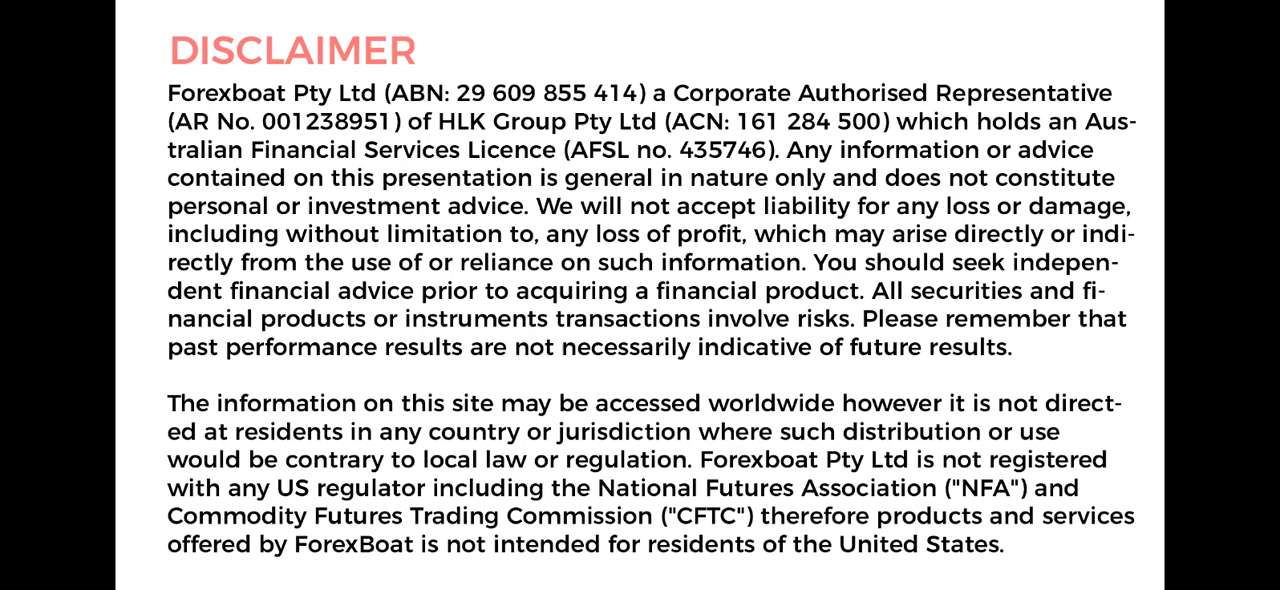 DISCLAIMER
Forexboat Pty Ltd (ABN: 29 609 855 414) a Corporate Authorised Representative
(AR No. 001238951) of HLK Group Pty Ltd (ACN: 161 284 500) which holds an Aus-
tralian Financial Services Licence (AFSL no. 435746). Any information or advice
contained on this presentation is general in nature only and does not constitute
personal or investment advice. We will not accept liability for any loss or damage,
including without limitation to, any loss of profit, which may arise directly or indi-
rectly from the use of or reliance on such information. You should seek indepen-
dent financial advice prior to acquiring a financial product. All securities and fi-
nancial products or instruments transactions involve risks. Please remember that
past performance results are not necessarily indicative of future results.
The information on this site may be accessed worldwide however it is not direct-
ed at residents in any country or jurisdiction where such distribution or use
would be contrary to local law or regulation. Forexboat Pty Ltd is not registered
with any US regulator including the National Futures Association ("NFA") and
Commodity Futures Trading Commission ("CFTC") therefore products and services
offered by ForexBoat is not intended for residents of the United States.